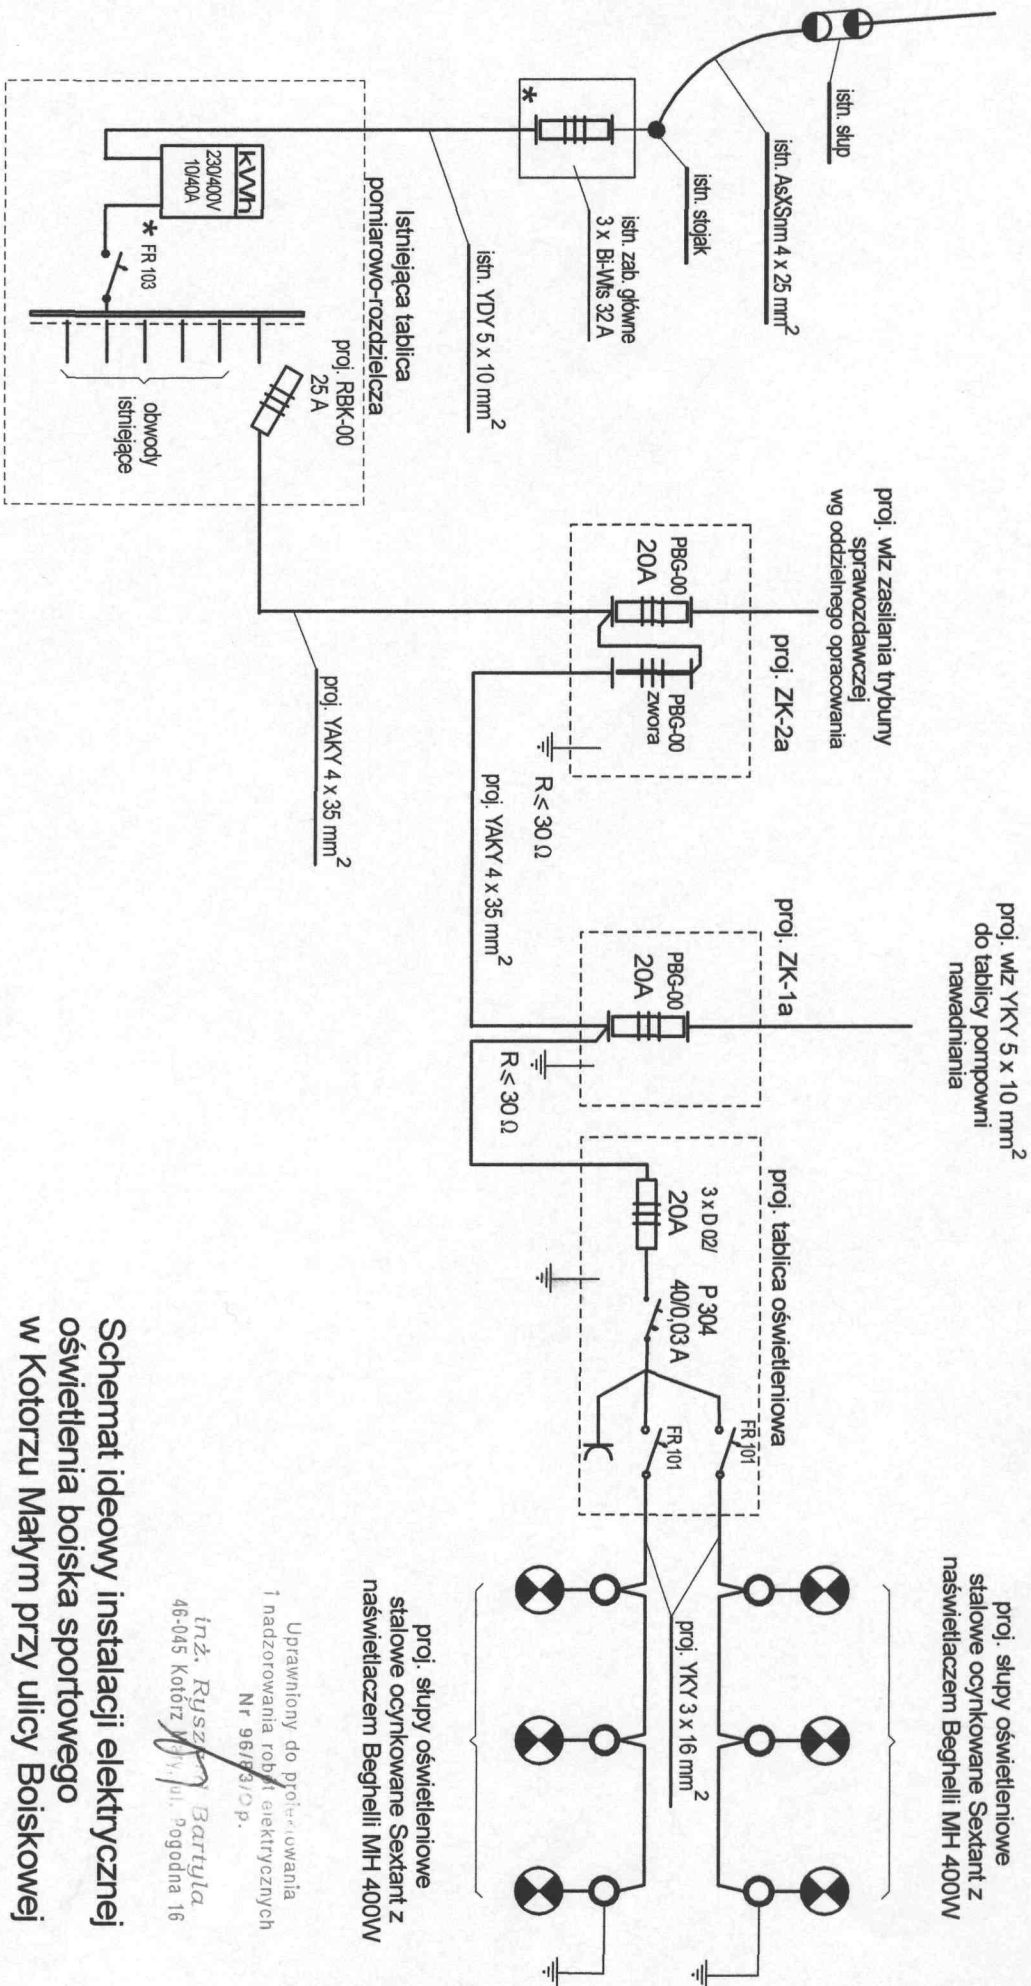 istn. słup
istn. AsXSnm 4 x 25 mm²
istn. stojak
istn. zab. główne
3 x Bi-Wts 32 A
*
istn. YDY 5 x 10 mm²
Istniejąca tablica
pomiarowo-rozdzielcza
kWh
230/400V
10/40A
* FR 103
proj. RBK-00
25 A
obwody
istniejące
proj. wlz zasilania trybuny
sprawozdawczej
wg oddzielnego opracowania
proj. ZK-2a
PBG-00
20A
PBG-00
zwora
R ≤ 30 Ω
proj. YAKY 4 x 35 mm²
proj. YAKY 4 x 35 mm²
proj. wlz YKY 5 x 10 mm²
do tablicy pompowni
nawadniania
proj. ZK-1a
PBG-00
20A
R ≤ 30 Ω
proj. tablica oświetleniowa
3 x D 02/
20A
P 304
40/0,03 A
FR 101
FR 101
proj. YKY 3 x 16 mm²
proj. słupy oświetleniowe
stalowe ocynkowane Sextant z
naświetlaczem Beghelli MH 400W
proj. słupy oświetleniowe
stalowe ocynkowane Sextant z
naświetlaczem Beghelli MH 400W
Uprawniony do projektowania
i nadzorowania robót elektrycznych
Nr 96/83/Op.
inż. Ryszard Bartyla
46-045 Kotórz Mały, ul. Pogodna 16
Schemat ideowy instalacji elektrycznej
oświetlenia boiska sportowego
w Kotorzu Małym przy ulicy Boiskowej